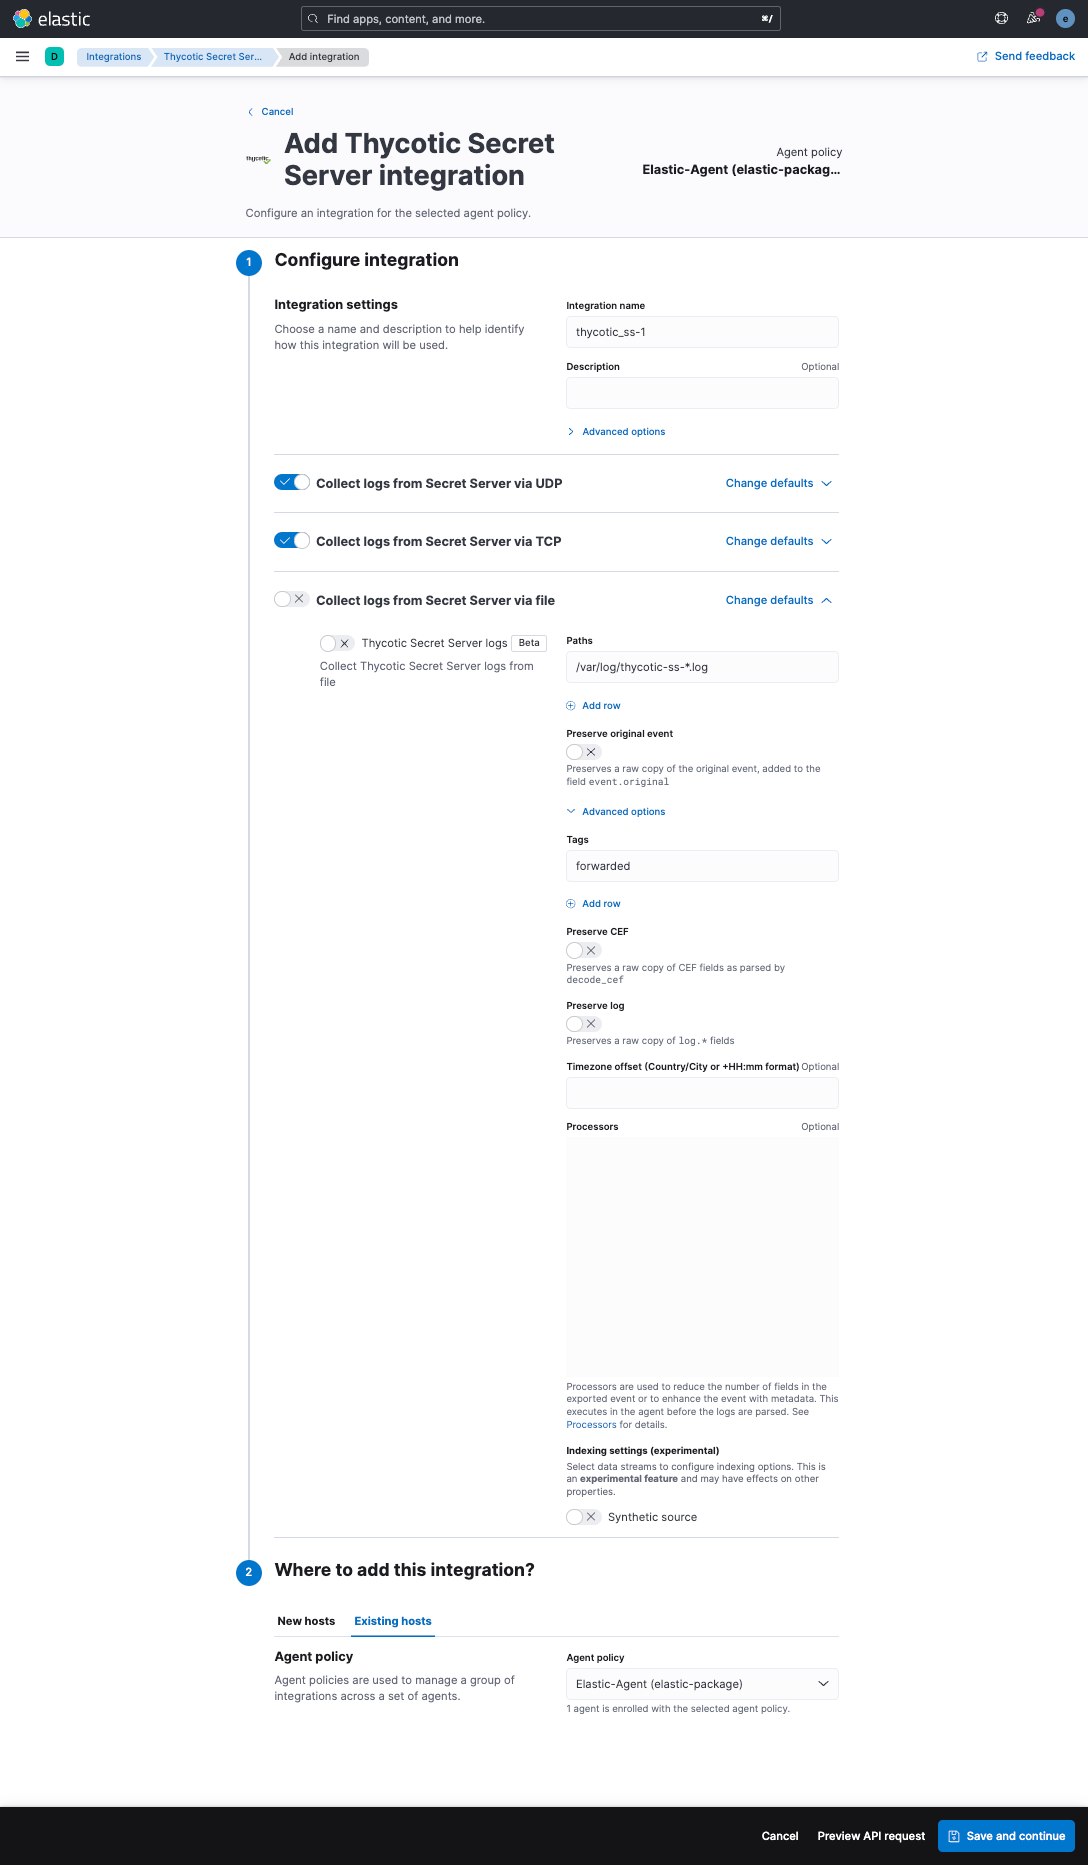 elastic
Find apps, content, and more.
⌘/
e
D
Integrations
Thycotic Secret Ser...
Add integration
Send feedback
Cancel
thycotic
Add Thycotic Secret
Server integration
Agent policy
Elastic-Agent (elastic-packag...
Configure an integration for the selected agent policy.
1
Configure integration
Integration settings
Choose a name and description to help identify
how this integration will be used.
Integration name
thycotic_ss-1
Description
Optional
Advanced options
Collect logs from Secret Server via UDP
Change defaults
Collect logs from Secret Server via TCP
Change defaults
Collect logs from Secret Server via file
Change defaults
Thycotic Secret Server logs
Beta
Collect Thycotic Secret Server logs from
file
Paths
/var/log/thycotic-ss-*.log
Add row
Preserve original event
Preserves a raw copy of the original event, added to the
field event.original
Advanced options
Tags
forwarded
Add row
Preserve CEF
Preserves a raw copy of CEF fields as parsed by
decode_cef
Preserve log
Preserves a raw copy of log.* fields
Timezone offset (Country/City or +HH:mm format)
Optional
Processors
Optional
Processors are used to reduce the number of fields in the
exported event or to enhance the event with metadata. This
executes in the agent before the logs are parsed. See
Processors for details.
Indexing settings (experimental)
Select data streams to configure indexing options. This is
an experimental feature and may have effects on other
properties.
Synthetic source
2
Where to add this integration?
New hosts
Existing hosts
Agent policy
Agent policies are used to manage a group of
integrations across a set of agents.
Agent policy
Elastic-Agent (elastic-package)
1 agent is enrolled with the selected agent policy.
Cancel
Preview API request
Save and continue